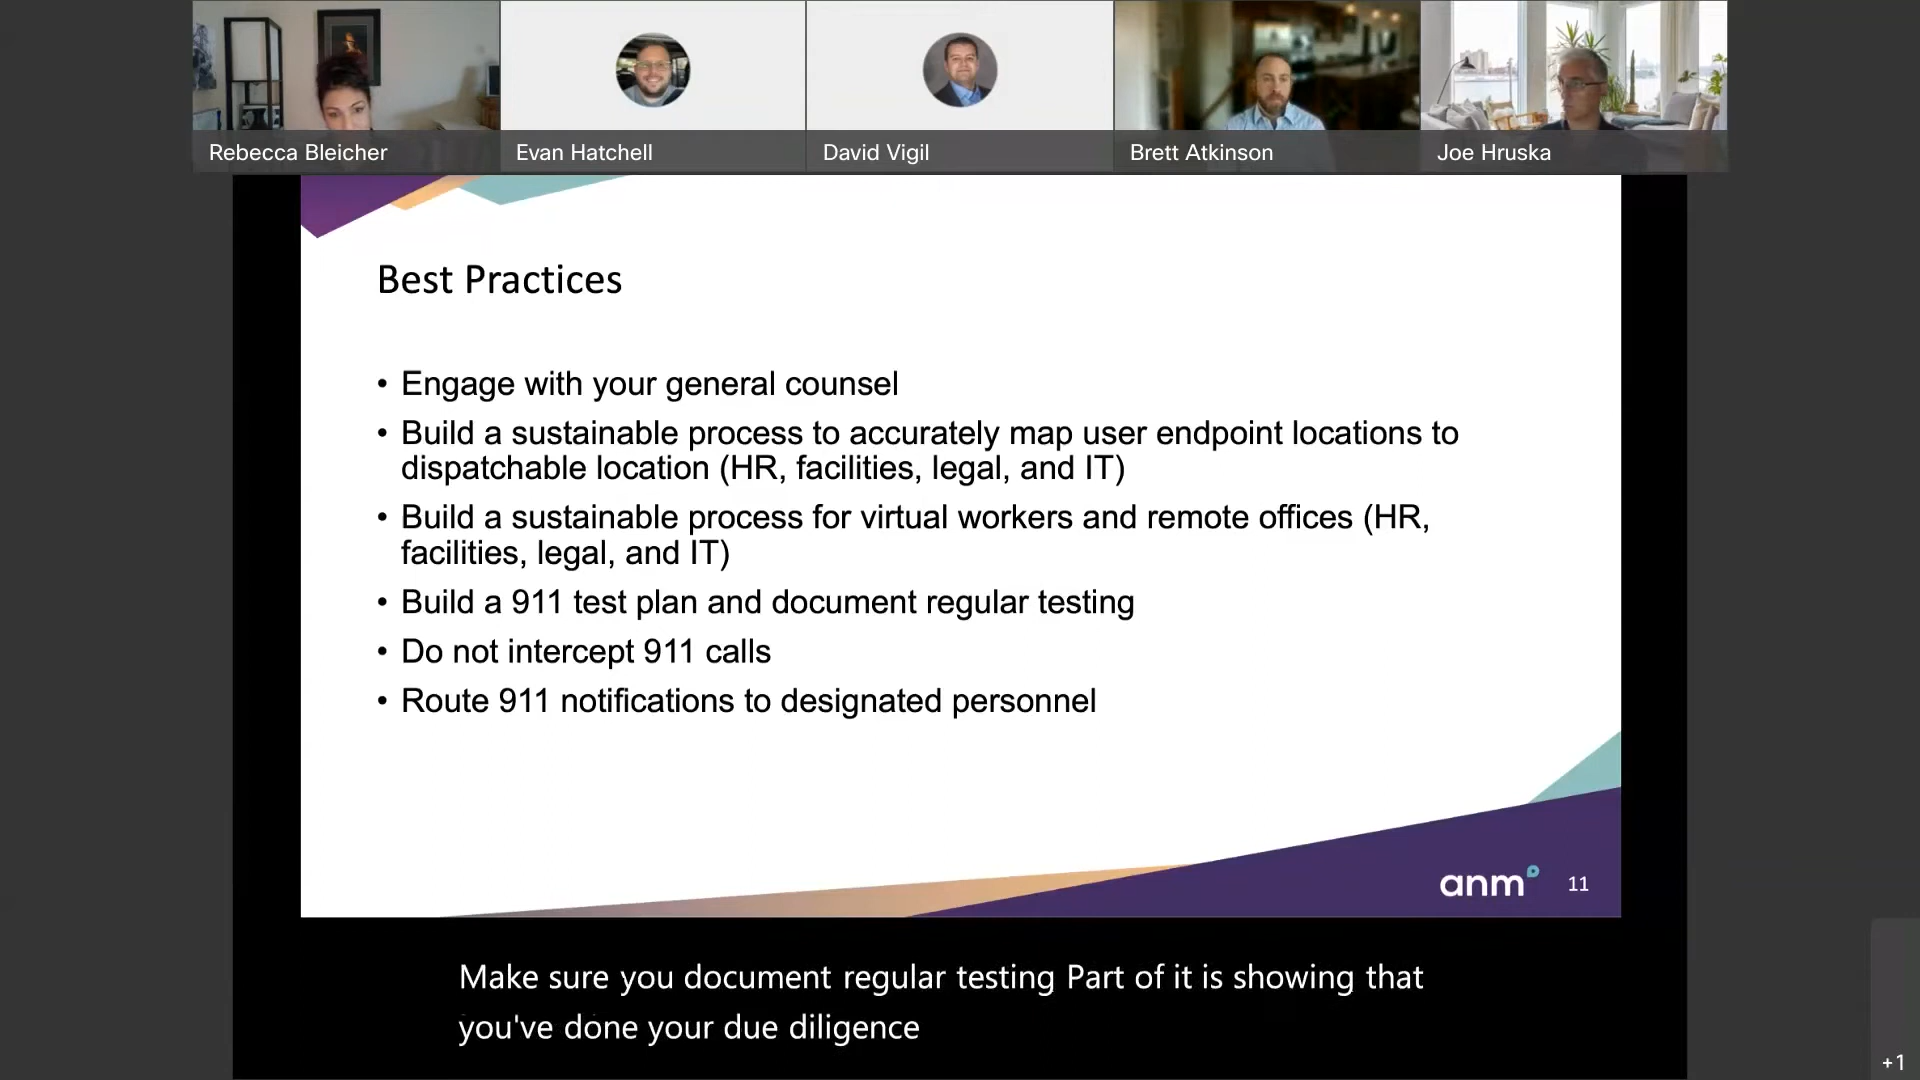 Rebecca Bleicher
Evan Hatchell
David Vigil
Brett Atkinson
Joe Hruska
Best Practices
• Engage with your general counsel
• Build a sustainable process to accurately map user endpoint locations to
dispatchable location (HR, facilities, legal, and IT)
• Build a sustainable process for virtual workers and remote offices (HR,
facilities, legal, and IT)
• Build a 911 test plan and document regular testing
• Do not intercept 911 calls
• Route 911 notifications to designated personnel
anm
11
Make sure you document regular testing Part of it is showing that
you've done your due diligence
+1